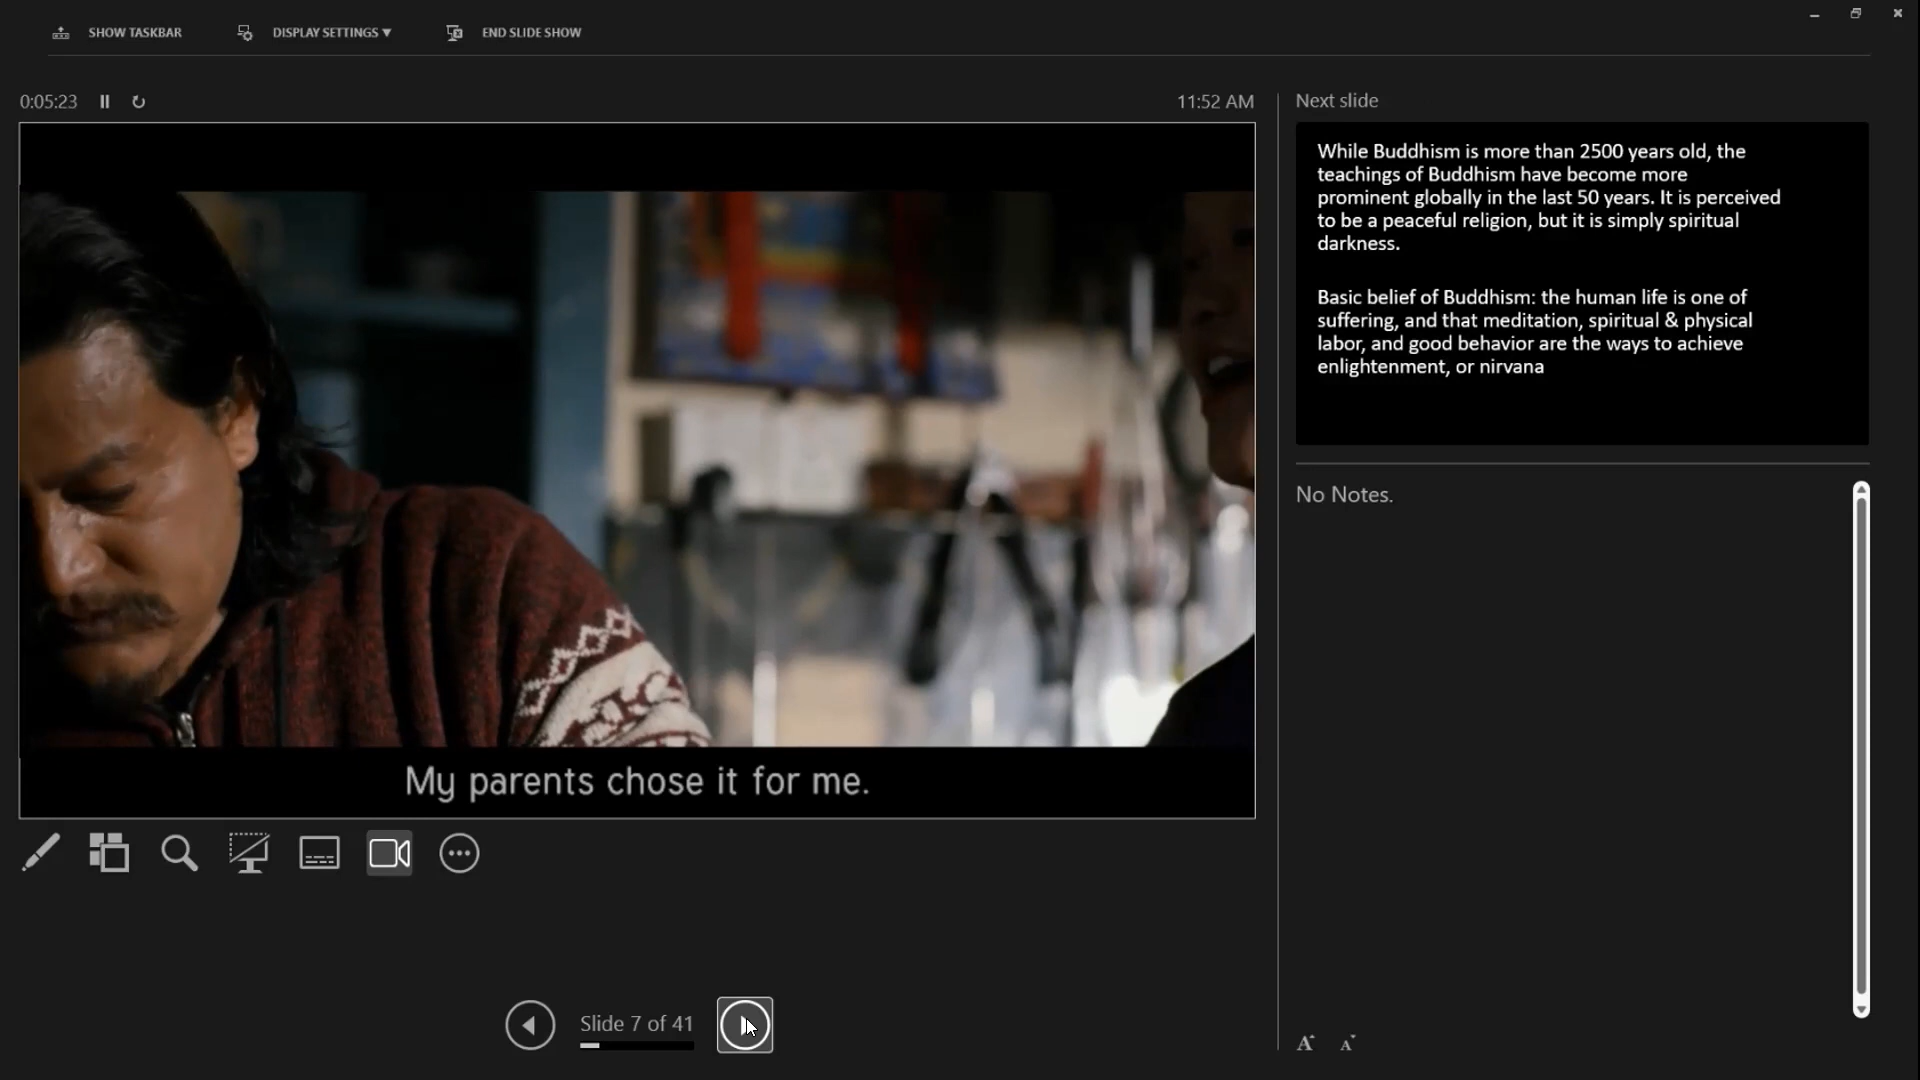 SHOW TASKBAR
DISPLAY SETTINGS ▼
END SLIDE SHOW
0:05:23
11:52 AM
My parents chose it for me.
Slide 7 of 41
Next slide
While Buddhism is more than 2500 years old, the
teachings of Buddhism have become more
prominent globally in the last 50 years. It is perceived
to be a peaceful religion, but it is simply spiritual
darkness.
Basic belief of Buddhism: the human life is one of
suffering, and that meditation, spiritual & physical
labor, and good behavior are the ways to achieve
enlightenment, or nirvana
No Notes.
A A